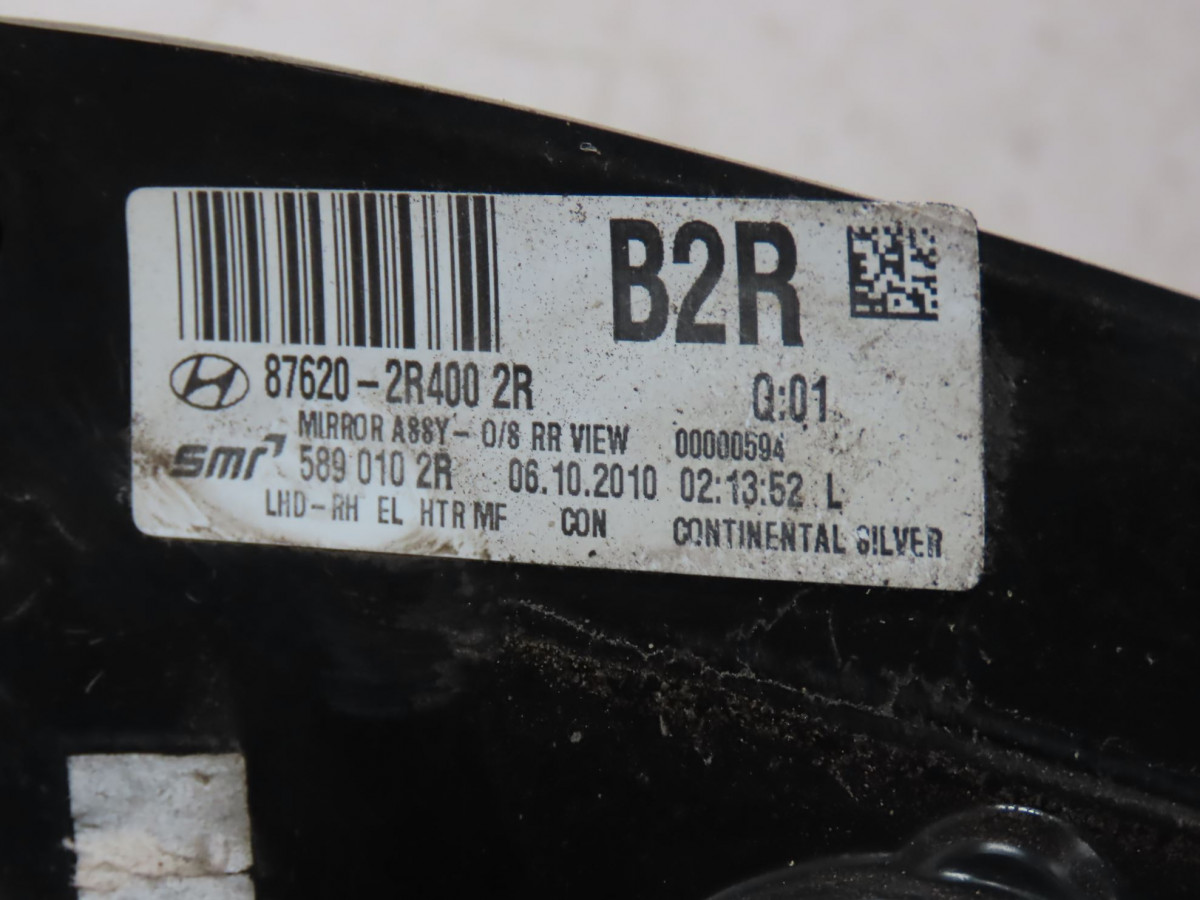 B2R
87620-2R400 2R
Q:01
MIRROR ASSY- O/S RR VIEW 00000594
smr 589 010 2R 06.10.2010 02:13:52 L
LHD-RH EL HTR MF CON CONTINENTAL SILVER